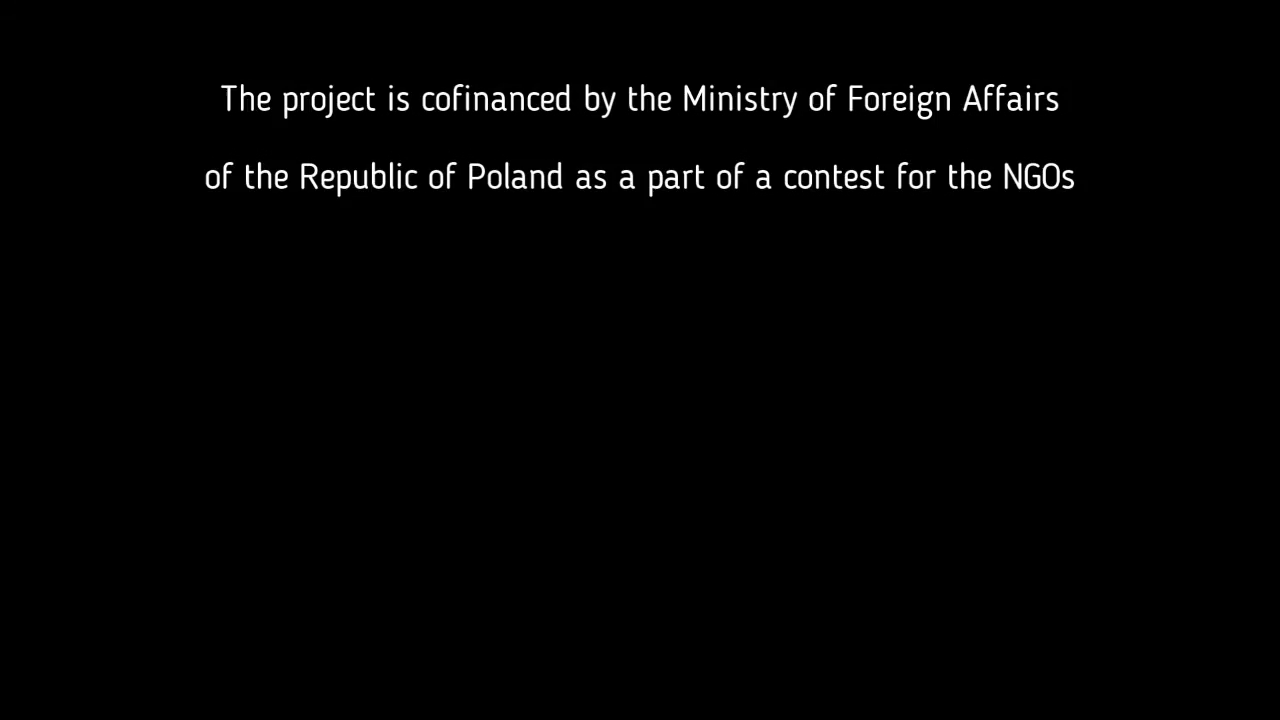 The project is cofinanced by the Ministry of Foreign Affairs
of the Republic of Poland as a part of a contest for the NGOs